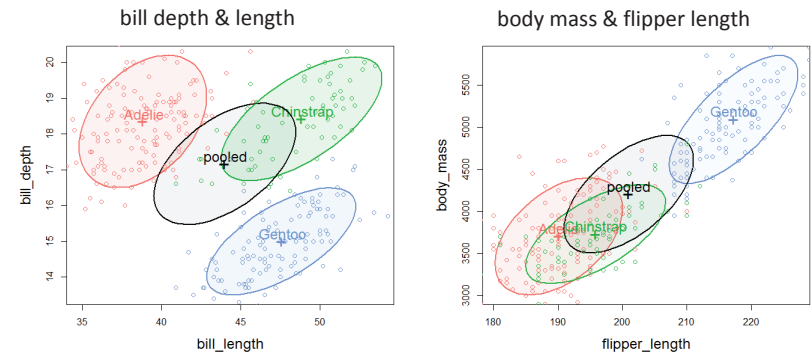 bill depth & length
body mass & flipper length
20
19
18
17
16
15
14
bill_depth
Adelie
Chinstrap
pooled
Gentoo
35
40
45
50
bill_length
5500
5000
4500
4000
3500
3000
body_mass
Gentoo
pooled
Adelie
Chinstrap
180
190
200
210
220
flipper_length